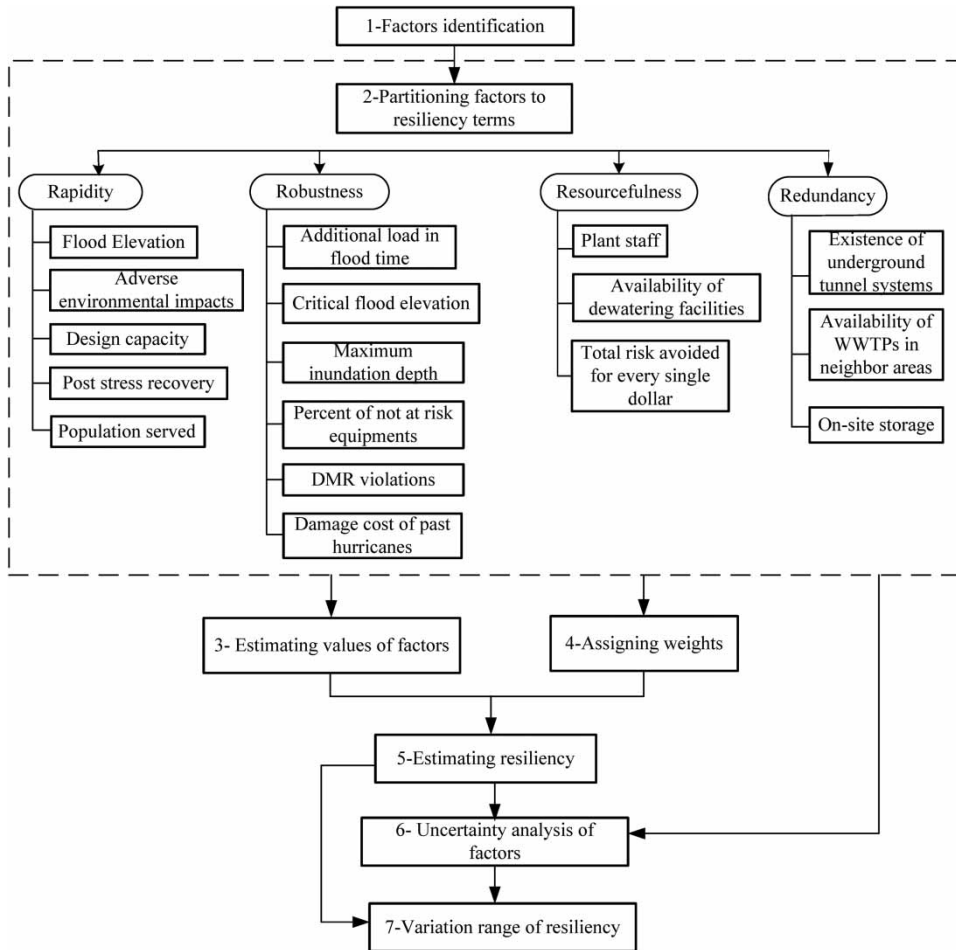 1-Factors identification
2-Partitioning factors to
resiliency terms
Rapidity
Flood Elevation
Adverse
environmental impacts
Design capacity
Post stress recovery
Population served
Robustness
Additional load in
flood time
Critical flood elevation
Maximum
inundation depth
Percent of not at risk
equipments
DMR violations
Damage cost of past
hurricanes
Resourcefulness
Plant staff
Availability of
dewatering facilities
Total risk avoided
for every single
dollar
Redundancy
Existence of
underground
tunnel systems
Availability of
WWTPs in
neighbor areas
On-site storage
3- Estimating values of factors
4-Assigning weights
5-Estimating resiliency
6- Uncertainty analysis of
factors
7-Variation range of resiliency